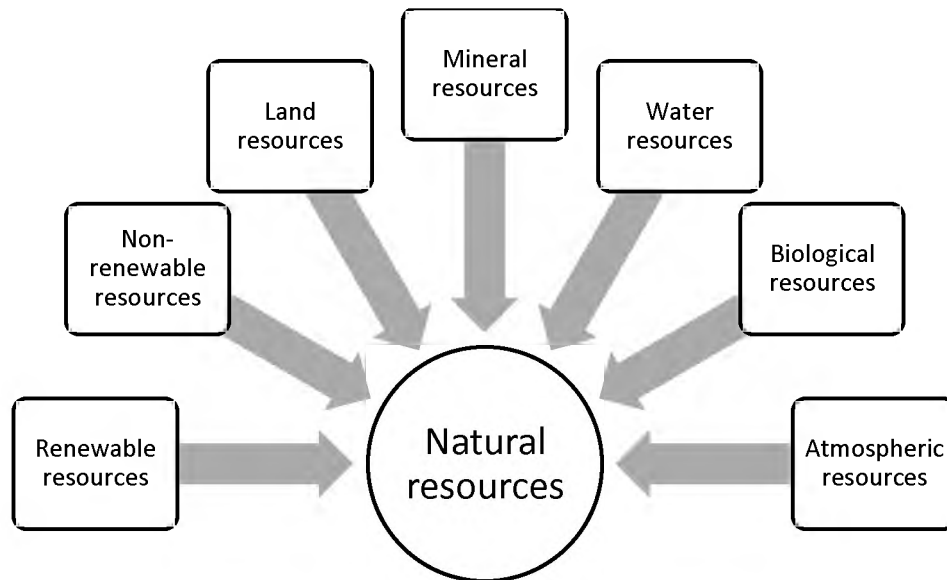 Mineral
resources
Land
resources
Water
resources
Non-
renewable
resources
Biological
resources
Renewable
resources
Natural
resources
Atmospheric
resources